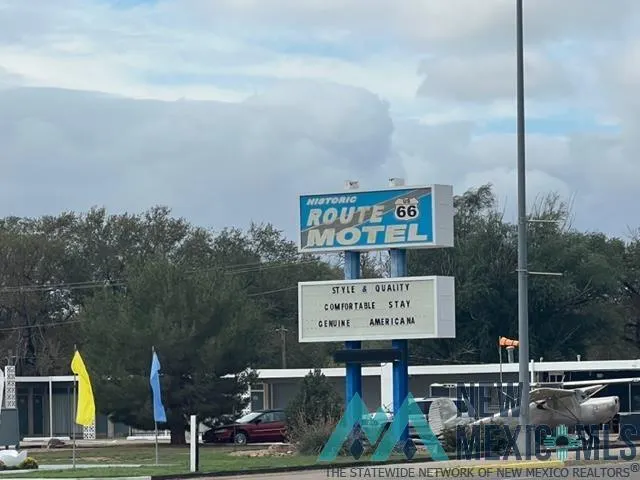 HISTORIC
ROUTE 66
MOTEL
STYLE & QUALITY
COMFORTABLE STAY
GENUINE AMERICANA
NEW
MEXICO MLS
THE STATEWIDE NETWORK OF NEW MEXICO REALTORS®